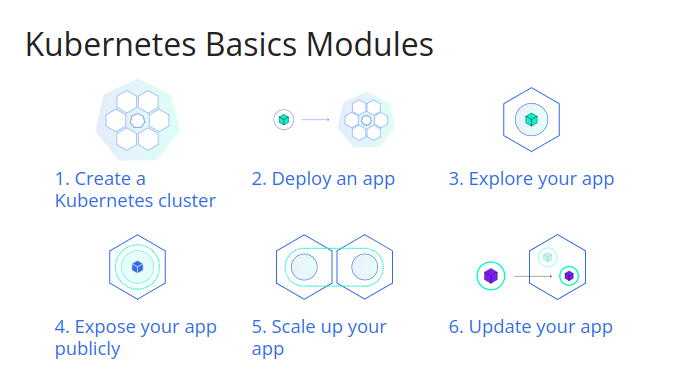 Kubernetes Basics Modules
1. Create a
Kubernetes cluster
2. Deploy an app
3. Explore your app
4. Expose your app
publicly
5. Scale up your
app
6. Update your app